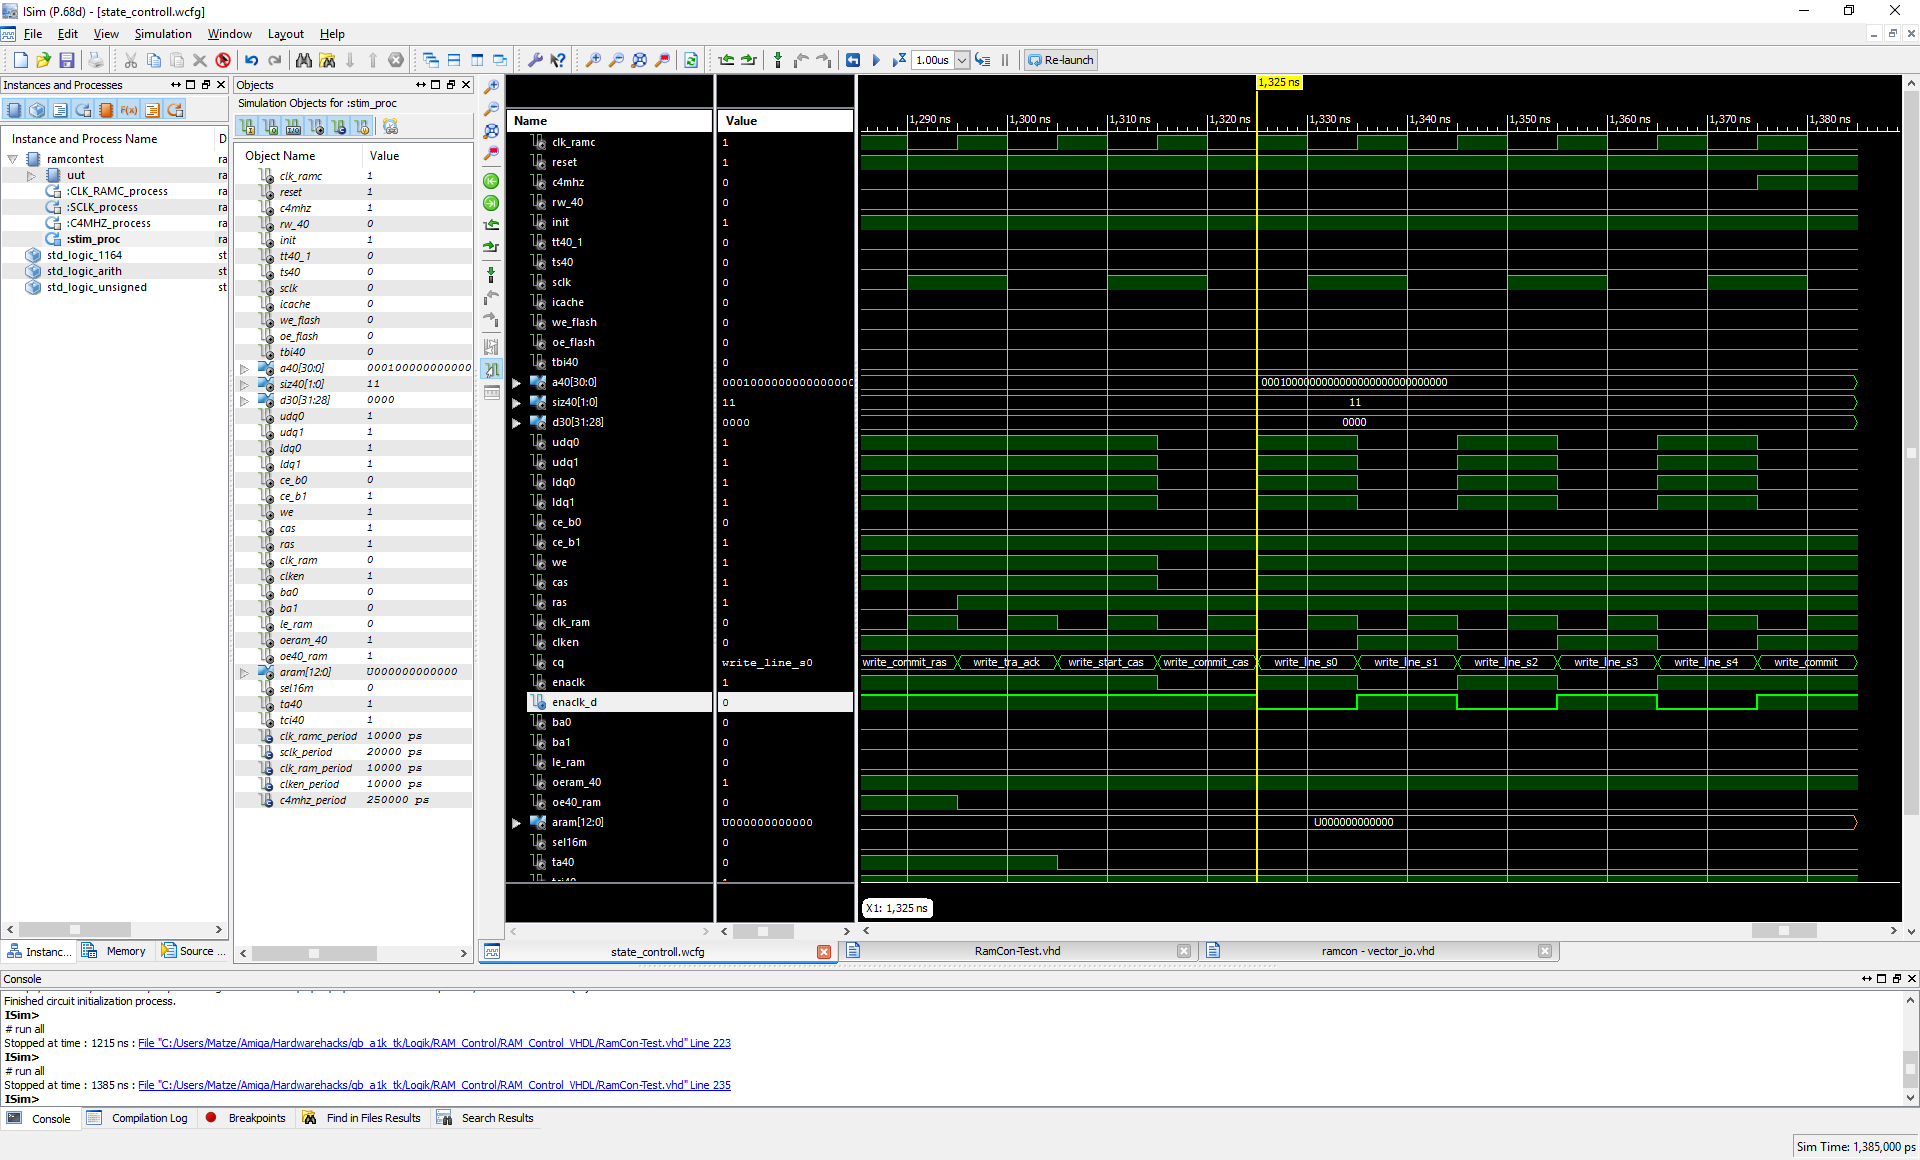 ISim (P.68d) - [state_controll.wcfg]
File Edit View Simulation Window Layout Help
1.00us Re-launch
Instances and Processes
Instance and Process Name D
ramcontest ra
uut ra
:CLK_RAMC_process ra
:SCLK_process ra
:C4MHZ_process ra
:stim_proc ra
std_logic_1164 st
std_logic_arith st
std_logic_unsigned st
Instanc... Memory Source ...
Objects
Simulation Objects for :stim_proc
Object Name Value
clk_ramc 1
reset 1
c4mhz 1
rw_40 0
init 1
tt40_1 0
ts40 0
sclk 0
icache 0
we_flash 0
oe_flash 0
tbi40 0
a40[30:0] 000100000000000
siz40[1:0] 11
d30[31:28] 0000
udq0 1
udq1 1
ldq0 1
ldq1 1
ce_b0 0
ce_b1 1
we 1
cas 1
ras 1
clk_ram 0
clken 1
ba0 0
ba1 0
le_ram 0
oeram_40 1
oe40_ram 1
aram[12:0] U000000000000
sel16m 0
ta40 0
tci40 1
clk_ramc_period 10000 ps
sclk_period 20000 ps
clk_ram_period 10000 ps
clken_period 10000 ps
c4mhz_period 250000 ps
1,325 ns
1,290 ns 1,300 ns 1,310 ns 1,320 ns 1,330 ns 1,340 ns 1,350 ns 1,360 ns 1,370 ns 1,380 ns
Name Value
clk_ramc 1
reset 1
c4mhz 0
rw_40 0
init 1
tt40_1 0
ts40 0
sclk 0
icache 0
we_flash 0
oe_flash 0
tbi40 0
a40[30:0] 0001000000000000000 0001000000000000000000000000000
siz40[1:0] 11 11
d30[31:28] 0000 0000
udq0 1
udq1 1
ldq0 1
ldq1 1
ce_b0 0
ce_b1 1
we 1
cas 1
ras 1
clk_ram 0
clken 0
cq write_line_s0 write_commit_ras write_tra_ack write_start_cas write_commit_cas write_line_s0 write_line_s1 write_line_s2 write_line_s3 write_line_s4 write_commit
enaclk 1
enaclk_d 0
ba0 0
ba1 0
le_ram 0
oeram_40 1
oe40_ram 0
aram[12:0] U000000000000 U000000000000
sel16m 0
ta40 0
X1: 1,325 ns
state_controll.wcfg RamCon-Test.vhd ramcon - vector_io.vhd
Console
Finished circuit initialization process.
ISim>
# run all
Stopped at time : 1215 ns : File "C:/Users/Matze/Amiga/Hardwarehacks/gb_a1k_tk/Logik/RAM_Control/RAM_Control_VHDL/RamCon-Test.vhd" Line 223
ISim>
# run all
Stopped at time : 1385 ns : File "C:/Users/Matze/Amiga/Hardwarehacks/gb_a1k_tk/Logik/RAM_Control/RAM_Control_VHDL/RamCon-Test.vhd" Line 235
ISim>
Console Compilation Log Breakpoints Find in Files Results Search Results
Sim Time: 1,385,000 ps